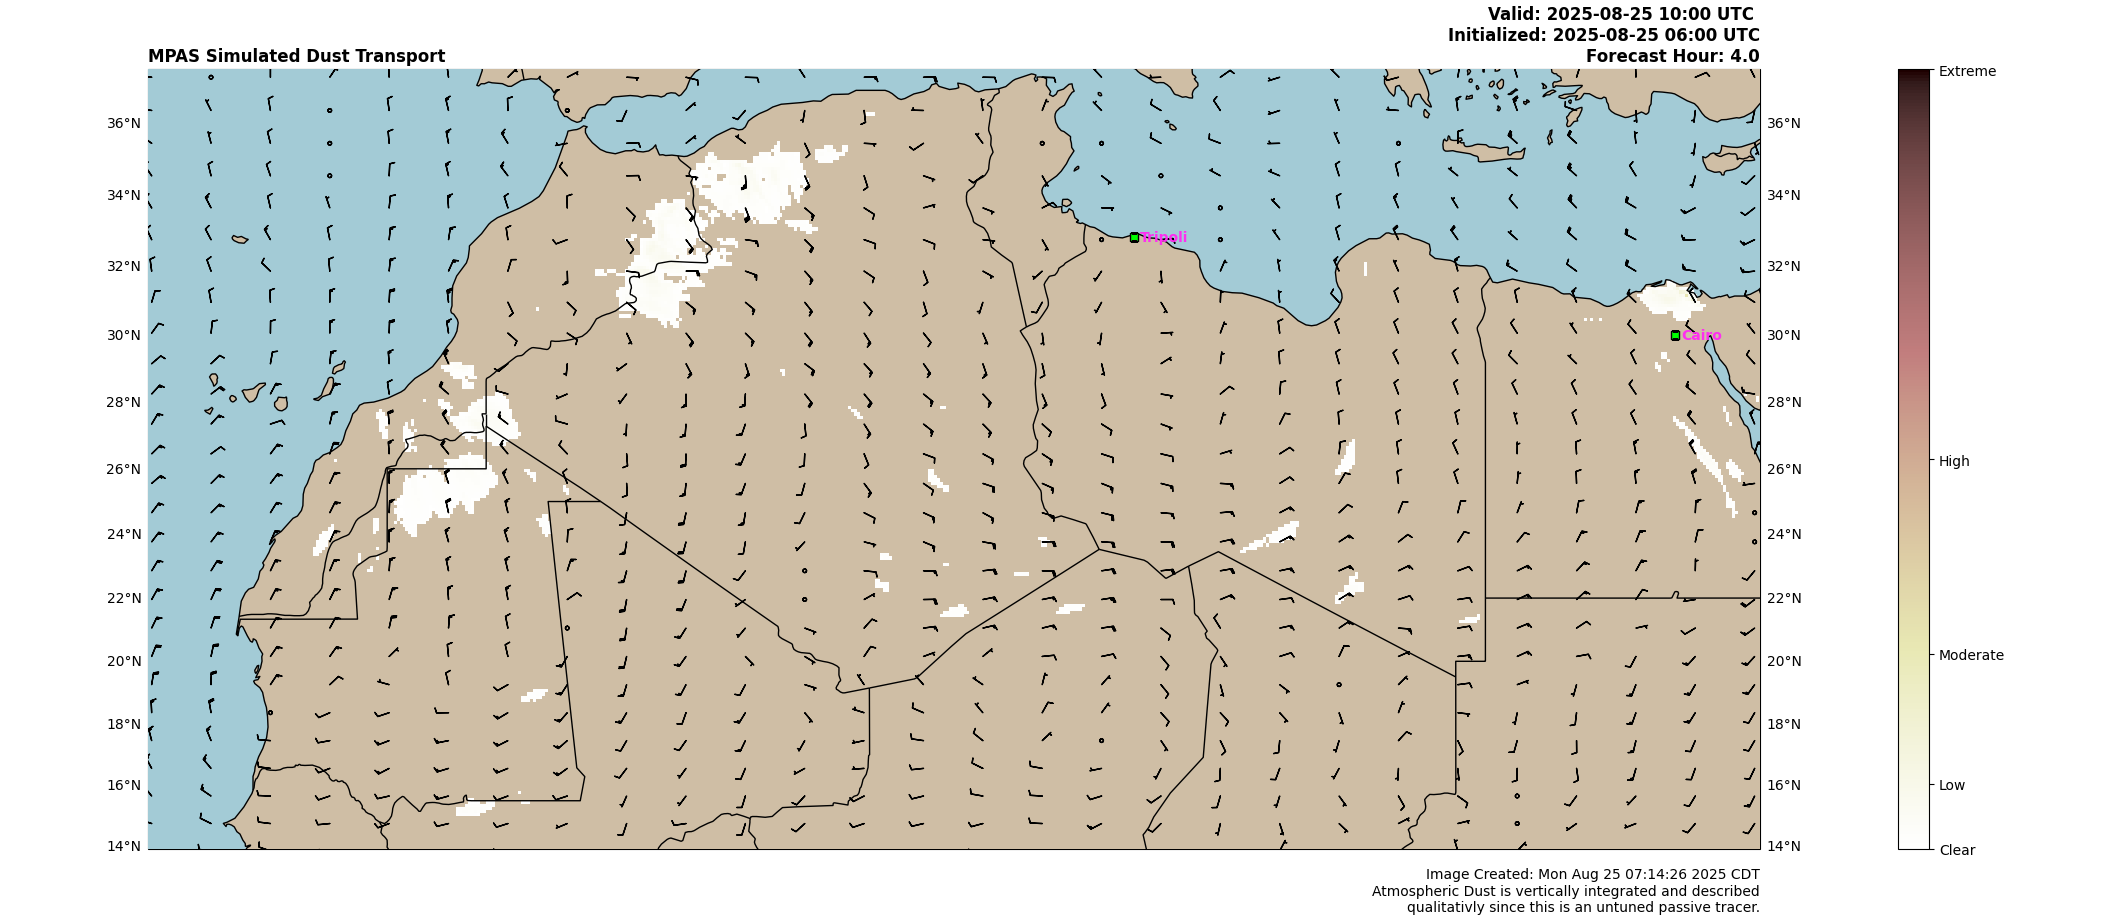 Valid: 2025-08-25 10:00 UTC
Initialized: 2025-08-25 06:00 UTC
MPAS Simulated Dust Transport
Forecast Hour: 4.0
Extreme
36°N
36°N
34°N
34°N
Tripoli
32°N
32°N
30°N
Cairo
30°N
28°N
28°N
High
26°N
26°N
24°N
24°N
22°N
22°N
Moderate
20°N
20°N
18°N
18°N
16°N
16°N
Low
14°N
14°N
Clear
Image Created: Mon Aug 25 07:14:26 2025 CDT
Atmospheric Dust is vertically integrated and described
qualitativly since this is an untuned passive tracer.